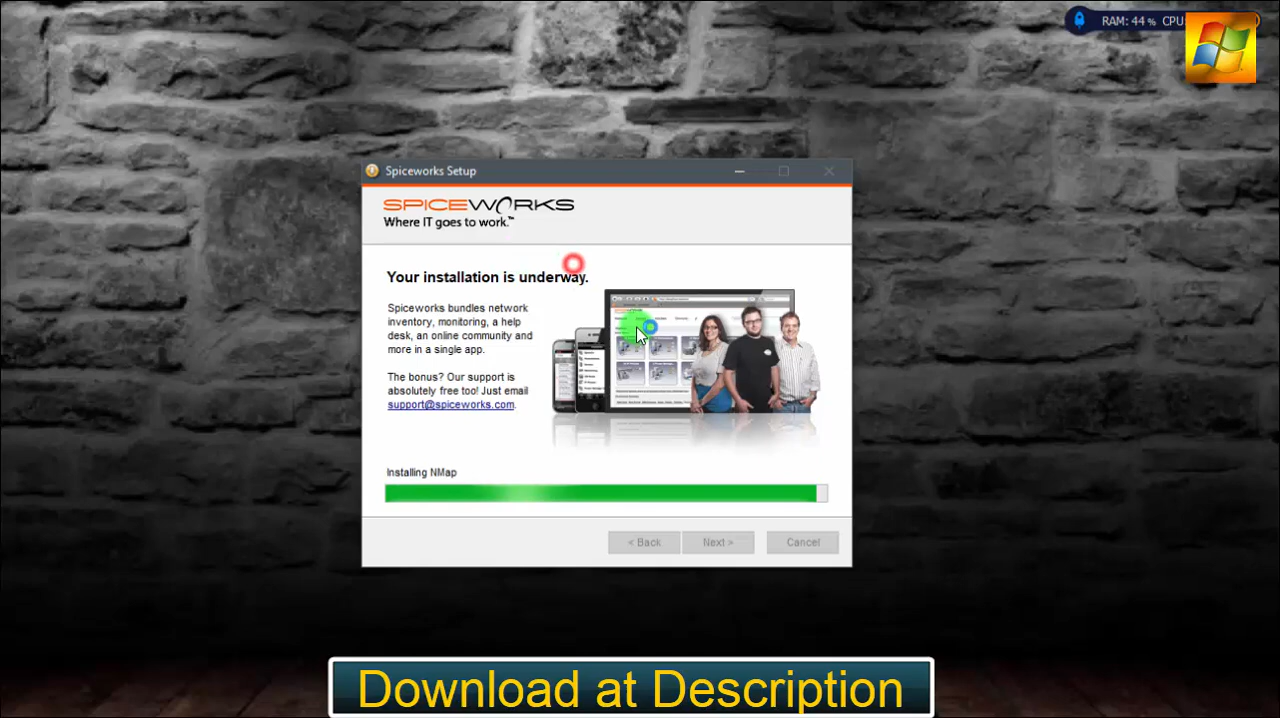 RAM: 44 % CPU:
Spiceworks Setup
SPICEWORKS
Where IT goes to work.™
Your installation is underway.
Spiceworks bundles network
inventory, monitoring, a help
desk, an online community and
more in a single app.
The bonus? Our support is
absolutely free too! Just email
support@spiceworks.com.
Installing NMap
< Back
Next >
Cancel
Download at Description